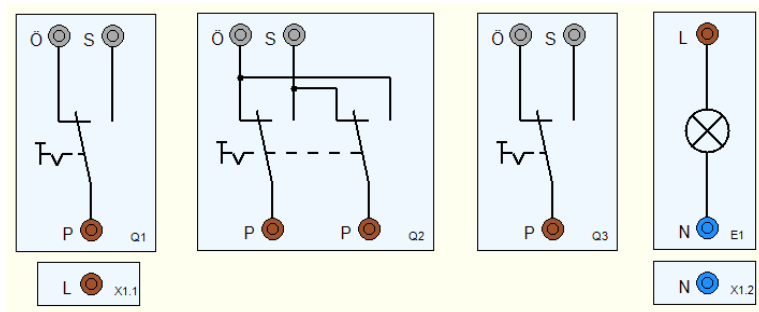 Ö S
P Q1
L X1.1
Ö S
P P Q2
Ö S
P Q3
L
N E1
N X1.2